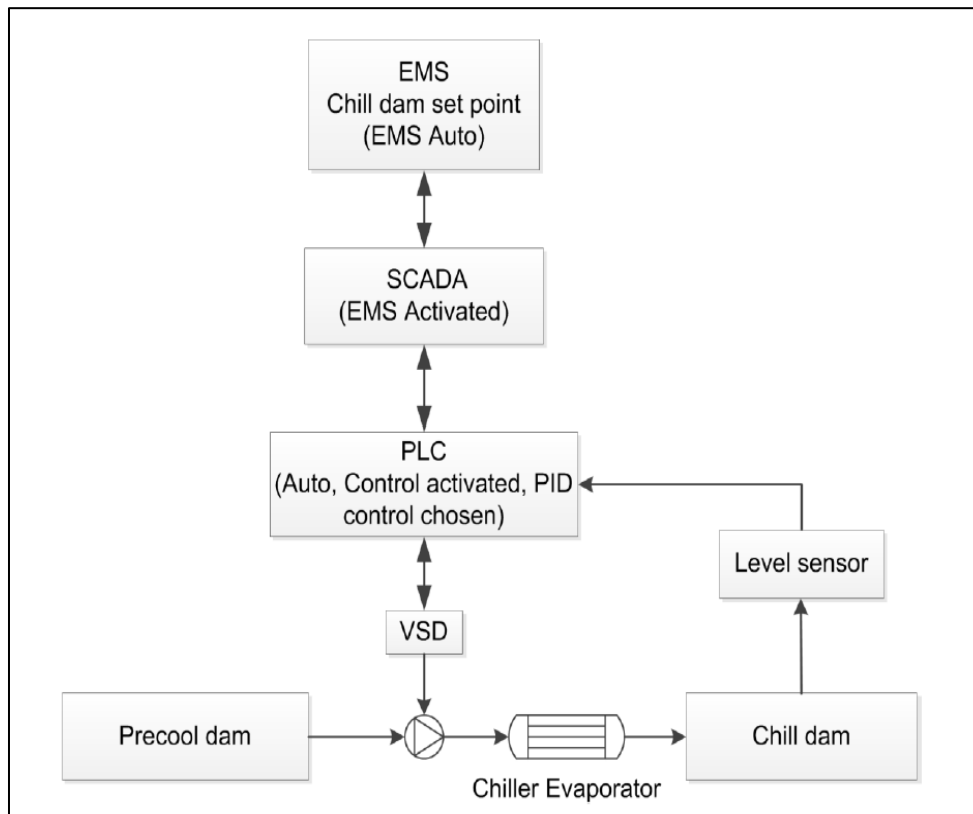 EMS
Chill dam set point
(EMS Auto)
SCADA
(EMS Activated)
PLC
(Auto, Control activated, PID
control chosen)
Level sensor
VSD
Precool dam
Chill dam
Chiller Evaporator